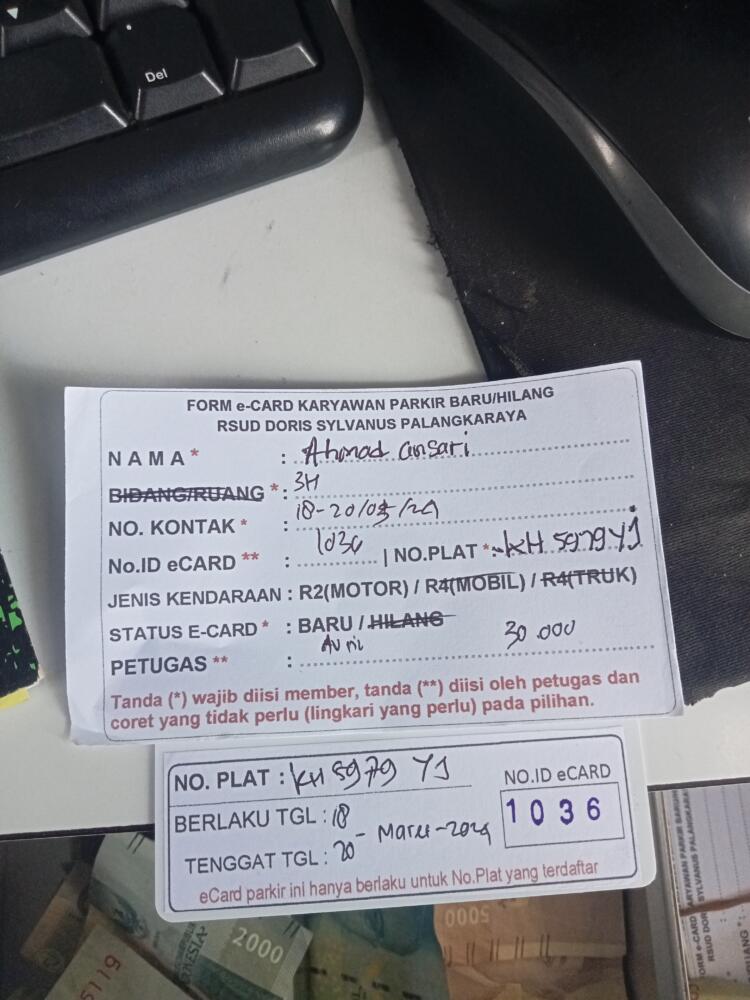 Del
FORM e-CARD KARYAWAN PARKIR BARU/HILANG
RSUD DORIS SYLVANUS PALANGKARAYA
NAMA* : Ahmad Ansari
BIDANG/RUANG * : 3H
NO. KONTAK * : 18-20/03/24
No.ID eCARD ** : 1036 | NO.PLAT *: KH 5979 YJ
JENIS KENDARAAN : R2(MOTOR) / R4(MOBIL) / R4(TRUK)
STATUS E-CARD * : BARU / HILANG
30.000
PETUGAS ** :
Tanda (*) wajib diisi member, tanda (**) diisi oleh petugas dan
coret yang tidak perlu (lingkari yang perlu) pada pilihan.
NO. PLAT : KH 5979 YJ
NO.ID eCARD
1036
BERLAKU TGL : 18
TENGGAT TGL : 20 - Maret-2024
eCard parkir ini hanya berlaku untuk No.Plat yang terdaftar
2000
5000
5119